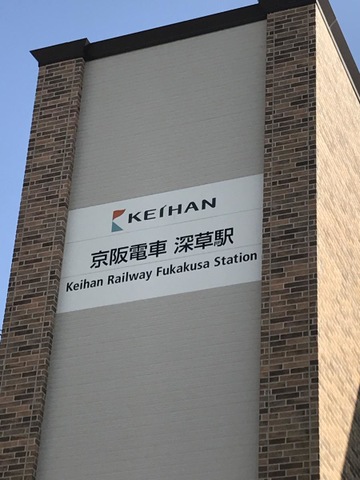 KEIHAN
京阪電車 深草駅
Keihan Railway Fukakusa Station